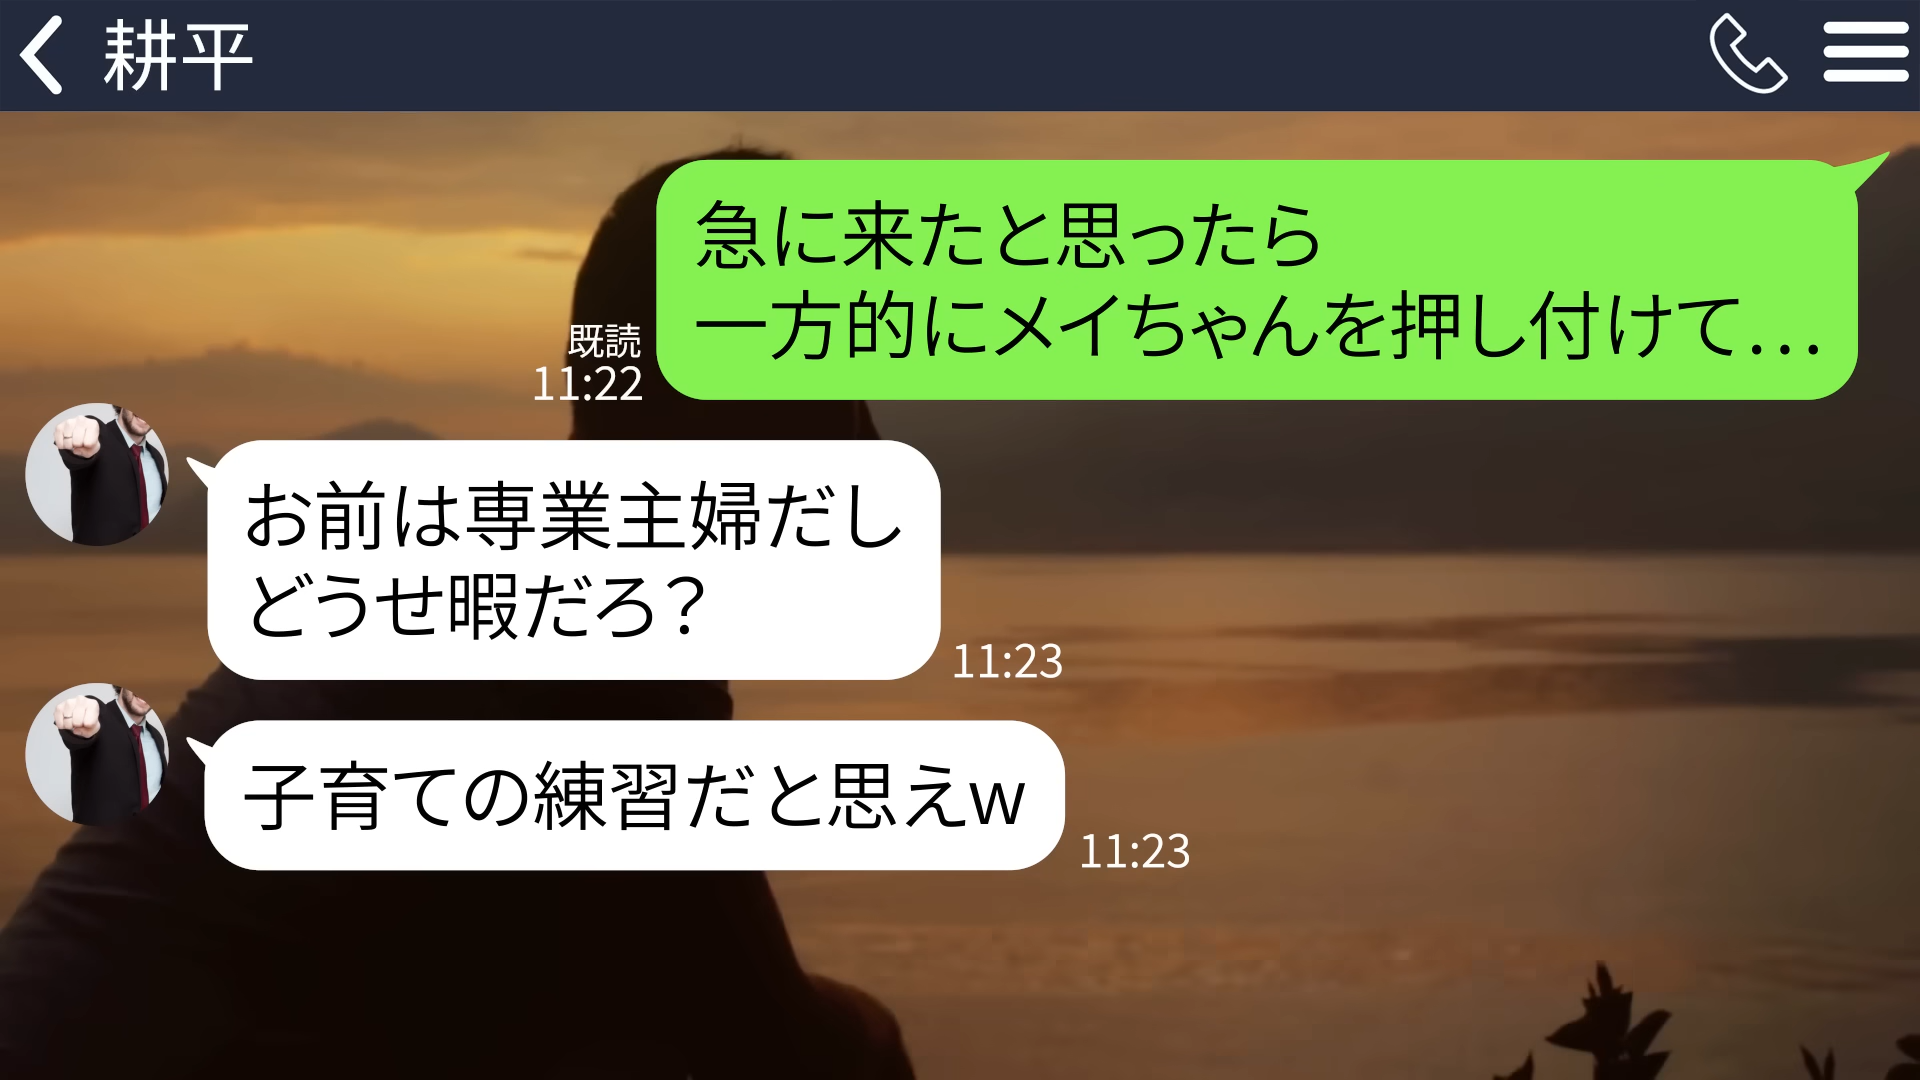 耕平
急に来たと思ったら
一方的にメイちゃんを押し付けて…
既読
11:22
お前は専業主婦だし
どうせ暇だろ？
11:23
子育ての練習だと思えw
11:23